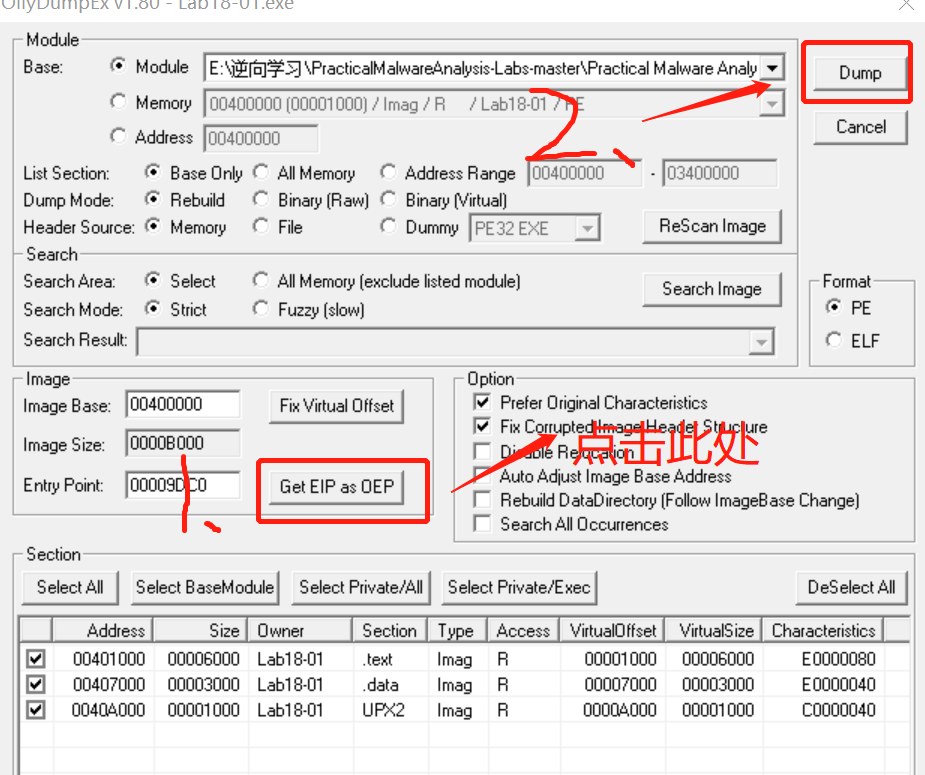 OllyDumpEx v1.80 - Lab18-01.exe
Module
Base: Module E:\逆向学习\PracticalMalwareAnalysis-Labs-master\Practical Malware Analy
Dump
Memory 00400000 (00001000) / Imag / R / Lab18-01 / PE
2、
Address 00400000
Cancel
List Section: Base Only All Memory Address Range 00400000 - 03400000
Dump Mode: Rebuild Binary (Raw) Binary (Virtual)
Header Source: Memory File Dummy PE32 EXE ReScan Image
Search
Search Area: Select All Memory (exclude listed module) Search Image
Search Mode: Strict Fuzzy (slow)
Search Result:
Format
PE
ELF
Image
Image Base: 00400000 Fix Virtual Offset
Image Size: 0000B000
Entry Point: 00009DC0 Get EIP as OEP
1、
Option
Prefer Original Characteristics
Fix Corrupted Image Header Structure
点击此处
Disable Relocation
Auto Adjust Image Base Address
Rebuild DataDirectory (Follow ImageBase Change)
Search All Occurrences
Section
Select All Select BaseModule Select Private/All Select Private/Exec DeSelect All
Address Size Owner Section Type Access VirtualOffset VirtualSize Characteristics
00401000 00006000 Lab18-01 .text Imag R 00001000 00006000 E0000080
00407000 00003000 Lab18-01 .data Imag R 00007000 00003000 E0000040
0040A000 00001000 Lab18-01 UPX2 Imag R 0000A000 00001000 C0000040